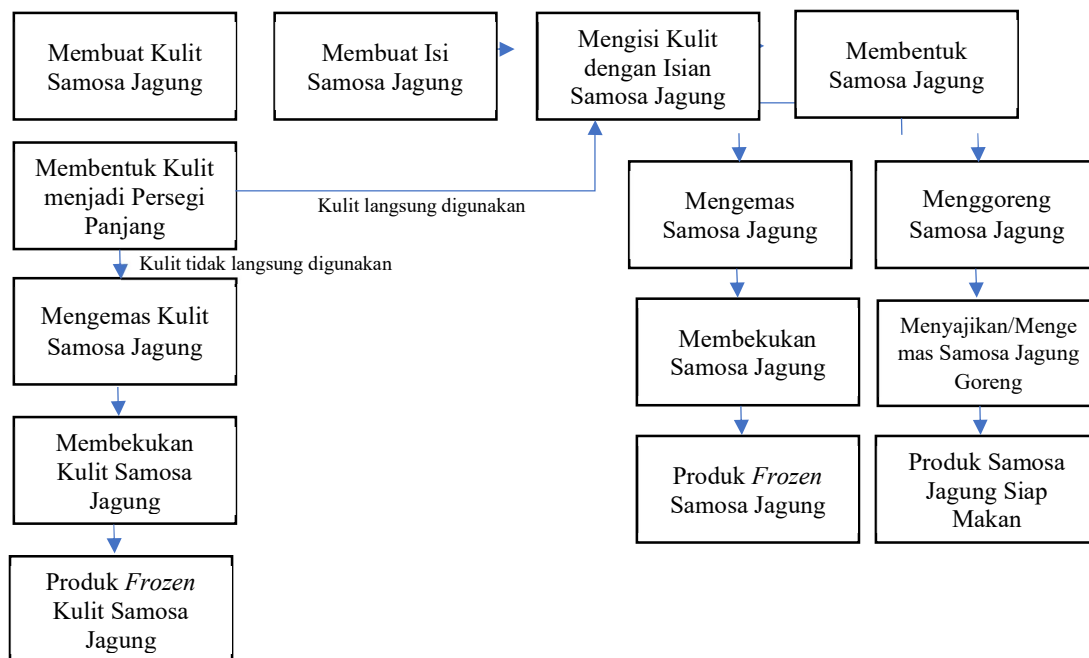 Membuat Kulit
Samosa Jagung
Membuat Isi
Samosa Jagung
Mengisi Kulit
dengan Isian
Samosa Jagung
Membentuk
Samosa Jagung
Membentuk Kulit
menjadi Persegi
Panjang
Kulit langsung digunakan
Kulit tidak langsung digunakan
Mengemas Kulit
Samosa Jagung
Membekukan
Kulit Samosa
Jagung
Produk Frozen
Kulit Samosa
Jagung
Mengemas
Samosa Jagung
Membekukan
Samosa Jagung
Produk Frozen
Samosa Jagung
Menggoreng
Samosa Jagung
Menyajikan/Menge
mas Samosa Jagung
Goreng
Produk Samosa
Jagung Siap
Makan